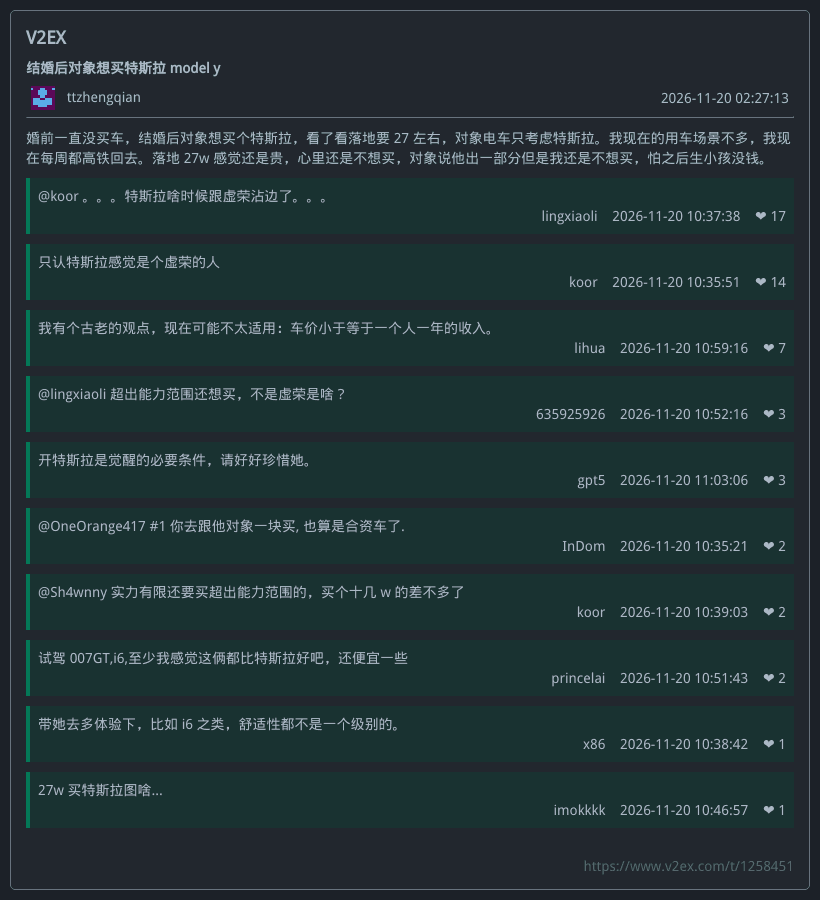 V2EX
结婚后对象想买特斯拉 model y
ttzhengqian 2026-11-20 02:27:13
婚前一直没买车，结婚后对象想买个特斯拉，看了看落地要 27 左右，对象电车只考虑特斯拉。我现在的用车场景不多，我现
在每周都高铁回去。落地 27w 感觉还是贵，心里还是不想买，对象说他出一部分但是我还是不想买，怕之后生小孩没钱。
@koor 。。。特斯拉啥时候跟虚荣沾边了。。。
lingxiaoli 2026-11-20 10:37:38 ❤ 17
只认特斯拉感觉是个虚荣的人
koor 2026-11-20 10:35:51 ❤ 14
我有个古老的观点，现在可能不太适用：车价小于等于一个人一年的收入。
lihua 2026-11-20 10:59:16 ❤ 7
@lingxiaoli 超出能力范围还想买，不是虚荣是啥？
635925926 2026-11-20 10:52:16 ❤ 3
开特斯拉是觉醒的必要条件，请好好珍惜她。
gpt5 2026-11-20 11:03:06 ❤ 3
@OneOrange417 #1 你去跟他对象一块买, 也算是合资车了.
InDom 2026-11-20 10:35:21 ❤ 2
@Sh4wnny 实力有限还要买超出能力范围的，买个十几 w 的差不多了
koor 2026-11-20 10:39:03 ❤ 2
试驾 007GT,i6,至少我感觉这俩都比特斯拉好吧，还便宜一些
princelai 2026-11-20 10:51:43 ❤ 2
带她去多体验下，比如 i6 之类，舒适性都不是一个级别的。
x86 2026-11-20 10:38:42 ❤ 1
27w 买特斯拉图啥...
imokkkk 2026-11-20 10:46:57 ❤ 1
https://www.v2ex.com/t/1258451